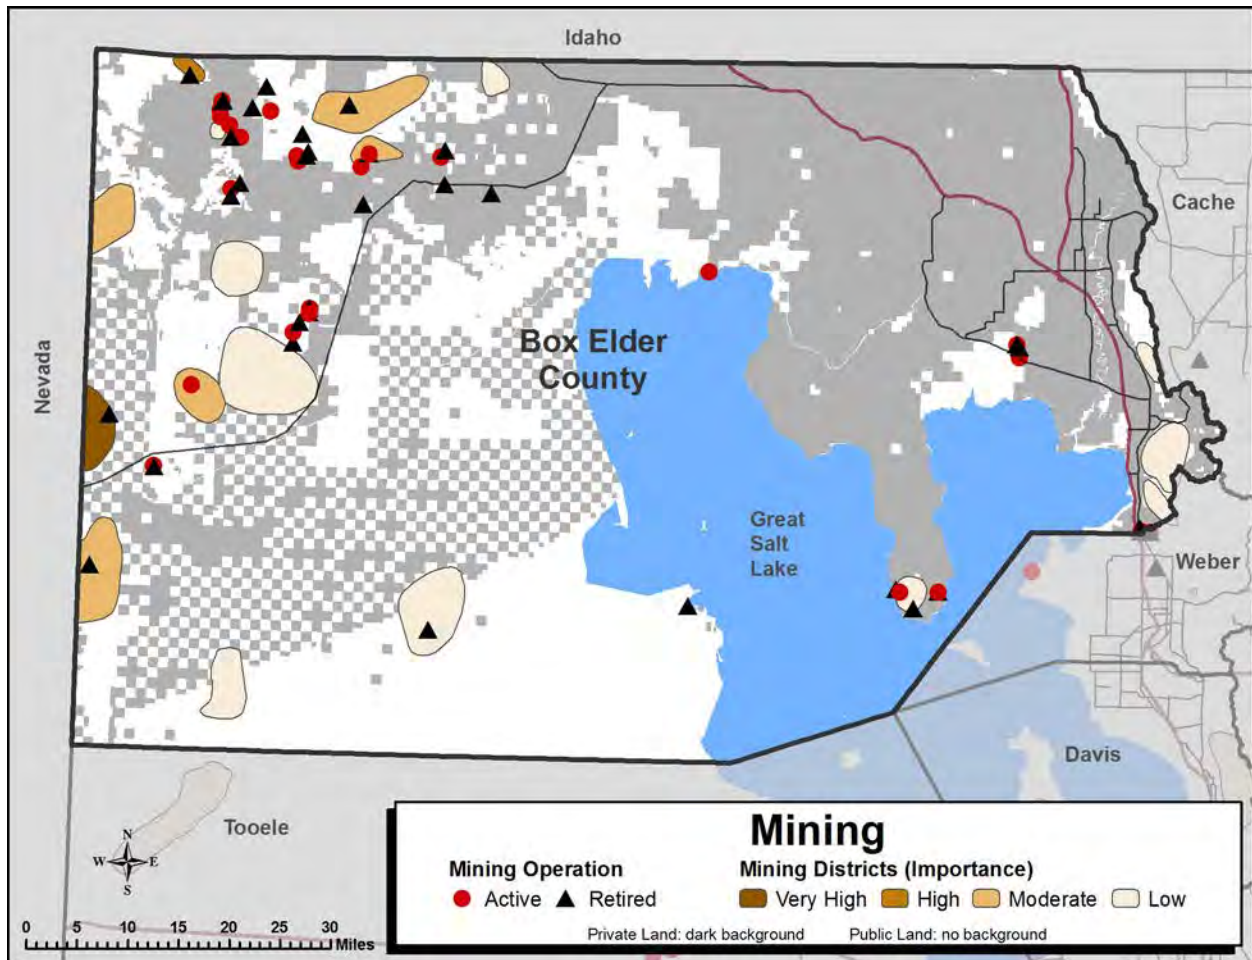 Idaho
Cache
Nevada
Box Elder
County
Great
Salt
Lake
Weber
Davis
Tooele
N
W E
S
0 5 10 15 20 25 30
Miles
Mining
Mining Operation
Active Retired
Mining Districts (Importance)
Very High High Moderate Low
Private Land: dark background Public Land: no background